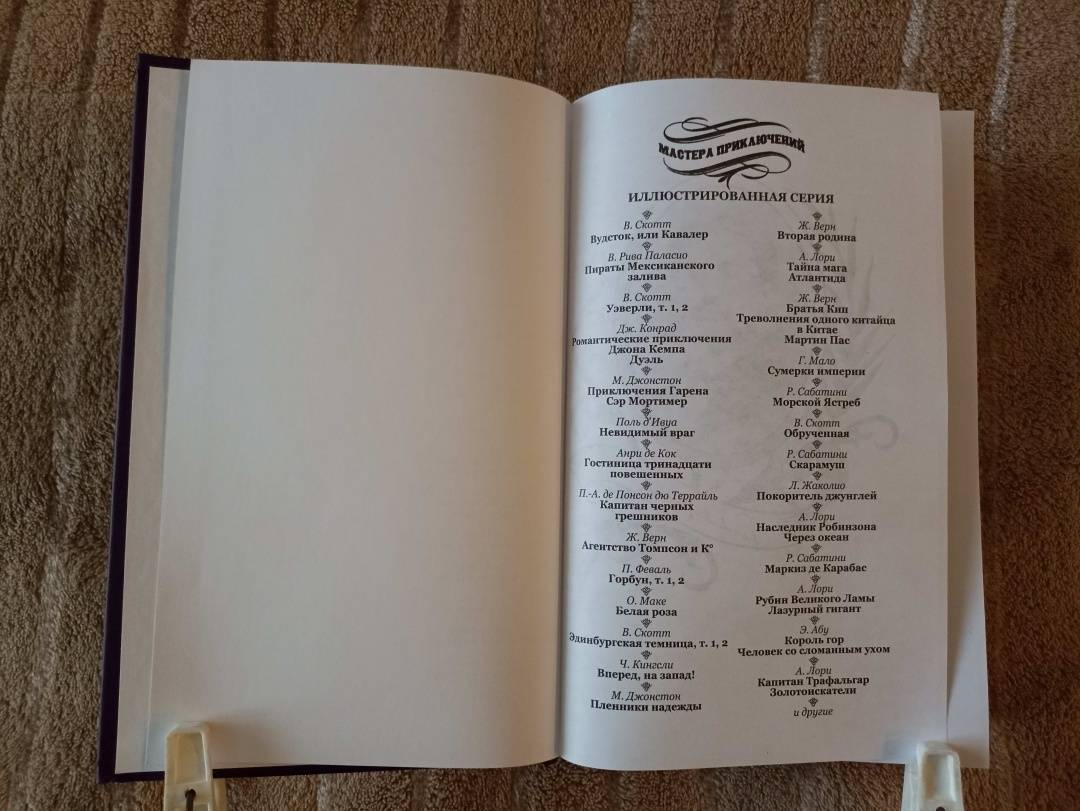 МАСТЕРА ПРИКЛЮЧЕНИЙ
ИЛЛЮСТРИРОВАННАЯ СЕРИЯ
В. Скотт
Вудсток, или Кавалер
В. Рива Паласио
Пираты Мексиканского
залива
В. Скотт
Уэверли, т. 1, 2
Дж. Конрад
Романтические приключения
Джона Кемпа
Дуэль
М. Джонстон
Приключения Гарена
Сэр Мортимер
Поль д'Ивуа
Невидимый враг
Анри де Кок
Гостиница тринадцати
повешенных
П.-А. де Понсон дю Террайль
Капитан черных
грешников
Ж. Верн
Агентство Томпсон и К°
П. Феваль
Горбун, т. 1, 2
О. Маке
Белая роза
В. Скотт
Эдинбургская темница, т. 1, 2
Ч. Кингсли
Вперед, на запад!
М. Джонстон
Пленники надежды
Ж. Верн
Вторая родина
А. Лори
Тайна мага
Атлантида
Ж. Верн
Братья Кип
Треволнения одного китайца
в Китае
Мартин Пас
Г. Мало
Сумерки империи
Р. Сабатини
Морской Ястреб
В. Скотт
Обрученная
Р. Сабатини
Скарамуш
Л. Жаколио
Покоритель джунглей
А. Лори
Наследник Робинзона
Через океан
Р. Сабатини
Маркиз де Карабас
А. Лори
Рубин Великого Ламы
Лазурный гигант
Э. Абу
Король гор
Человек со сломанным ухом
А. Лори
Капитан Трафальгар
Золотоискатели
и другие